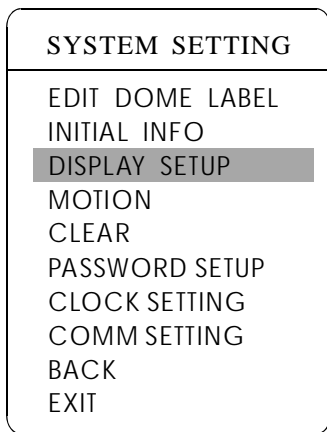 SYSTEM SETTING
EDIT DOME LABEL
INITIAL INFO
DISPLAY SETUP
MOTION
CLEAR
PASSWORD SETUP
CLOCK SETTING
COMM SETTING
BACK
EXIT